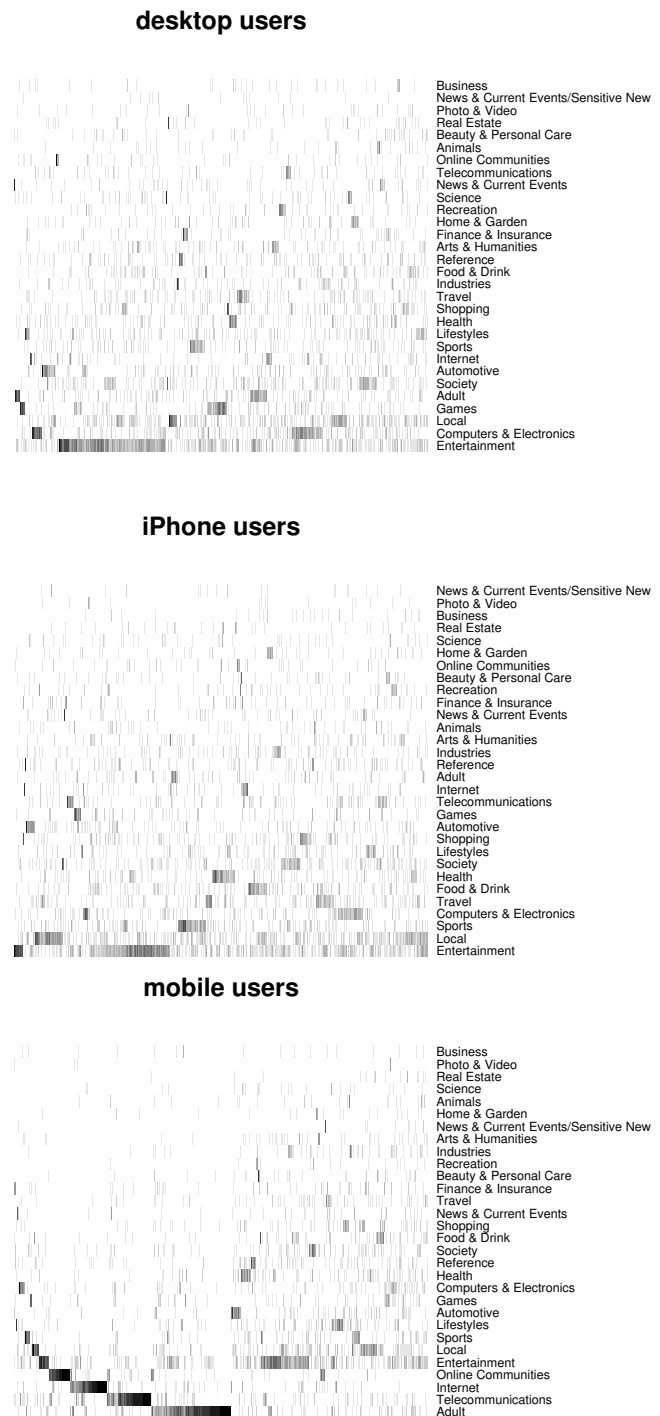 desktop users
Business
News & Current Events/Sensitive New
Photo & Video
Real Estate
Beauty & Personal Care
Animals
Online Communities
Telecommunications
News & Current Events
Science
Recreation
Home & Garden
Finance & Insurance
Arts & Humanities
Reference
Food & Drink
Industries
Travel
Shopping
Health
Lifestyles
Sports
Internet
Automotive
Society
Adult
Games
Local
Computers & Electronics
Entertainment
iPhone users
News & Current Events/Sensitive New
Photo & Video
Business
Real Estate
Science
Home & Garden
Online Communities
Beauty & Personal Care
Recreation
Finance & Insurance
News & Current Events
Animals
Arts & Humanities
Industries
Reference
Adult
Internet
Telecommunications
Games
Automotive
Shopping
Lifestyles
Society
Health
Food & Drink
Travel
Computers & Electronics
Sports
Local
Entertainment
mobile users
Business
Photo & Video
Real Estate
Science
Animals
Home & Garden
News & Current Events/Sensitive New
Arts & Humanities
Industries
Recreation
Beauty & Personal Care
Finance & Insurance
Travel
News & Current Events
Shopping
Food & Drink
Society
Reference
Health
Computers & Electronics
Games
Automotive
Lifestyles
Sports
Local
Entertainment
Online Communities
Internet
Telecommunications
Adult